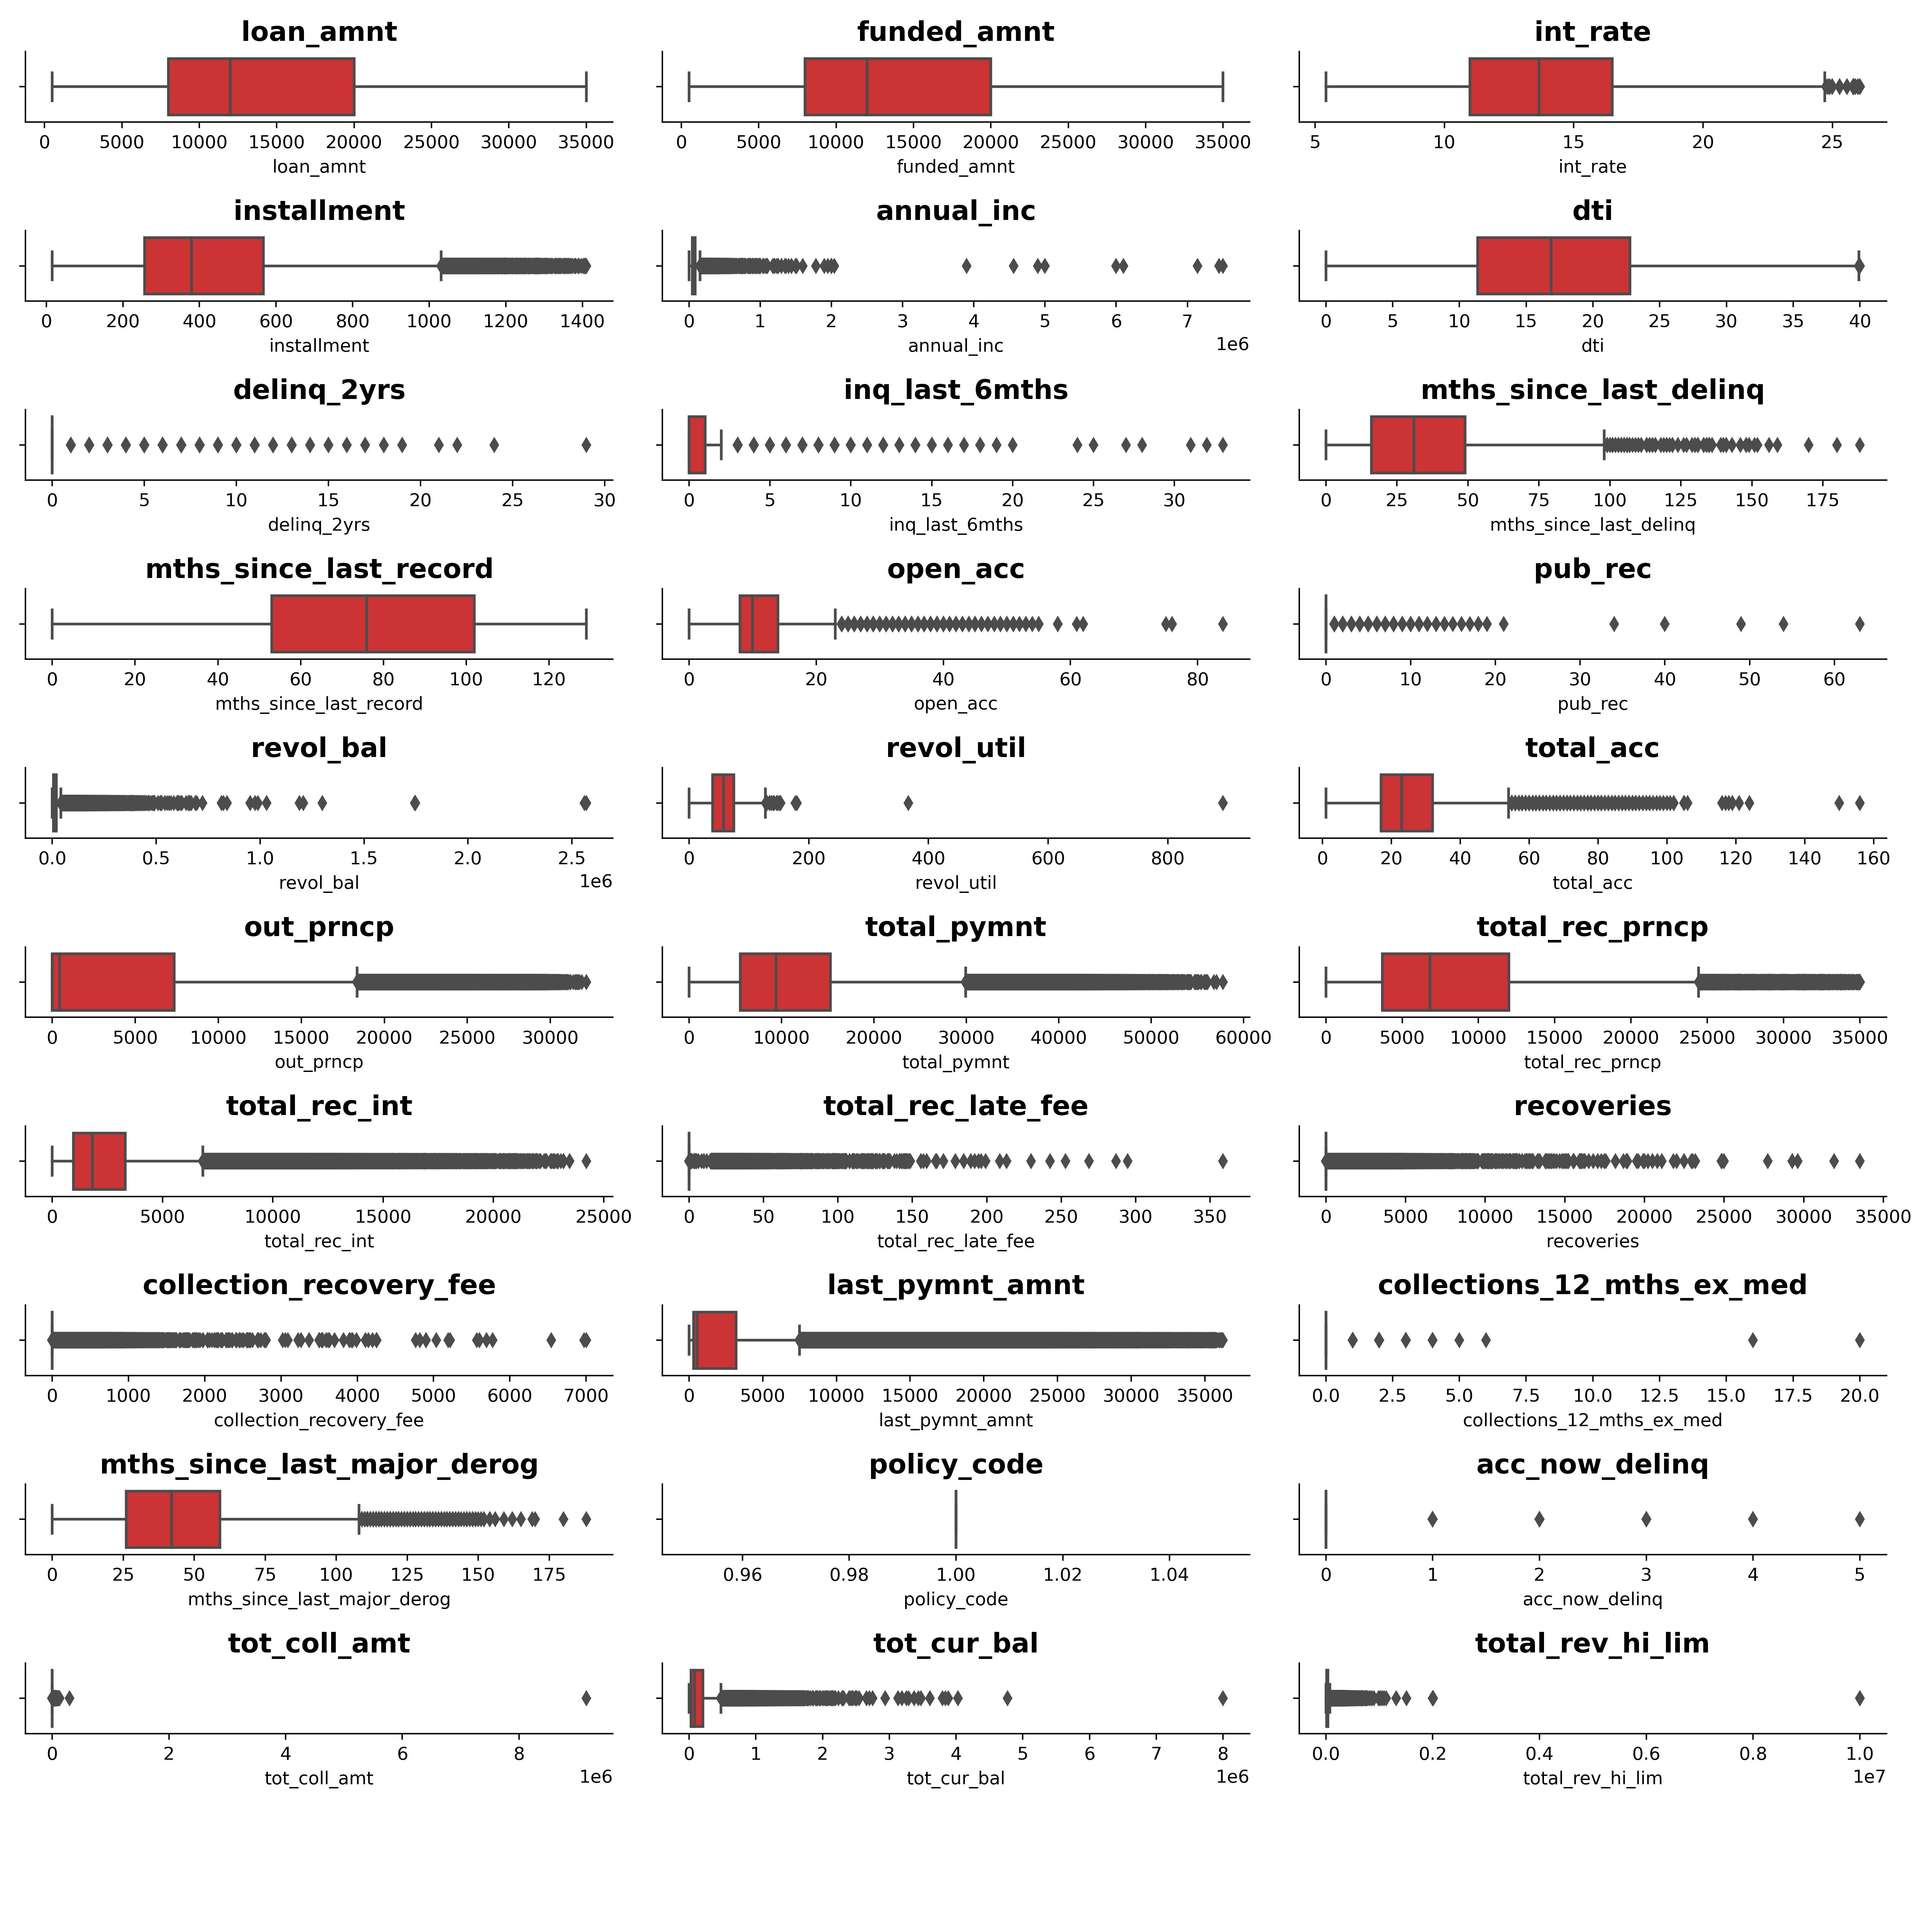 loan_amnt funded_amnt int_rate
0 5000 10000 15000 20000 25000 30000 35000 0 5000 10000 15000 20000 25000 30000 35000 5 10 15 20 25
loan_amnt funded_amnt int_rate
installment annual_inc dti
0 200 400 600 800 1000 1200 1400 0 1 2 3 4 5 6 7 0 5 10 15 20 25 30 35 40
installment annual_inc 1e6 dti
delinq_2yrs inq_last_6mths mths_since_last_delinq
0 5 10 15 20 25 30 0 5 10 15 20 25 30 0 25 50 75 100 125 150 175
delinq_2yrs inq_last_6mths mths_since_last_delinq
mths_since_last_record open_acc pub_rec
0 20 40 60 80 100 120 0 20 40 60 80 0 10 20 30 40 50 60
mths_since_last_record open_acc pub_rec
revol_bal revol_util total_acc
0.0 0.5 1.0 1.5 2.0 2.5 0 200 400 600 800 0 20 40 60 80 100 120 140 160
revol_bal 1e6 revol_util total_acc
out_prncp total_pymnt total_rec_prncp
0 5000 10000 15000 20000 25000 30000 0 10000 20000 30000 40000 50000 60000 0 5000 10000 15000 20000 25000 30000 35000
out_prncp total_pymnt total_rec_prncp
total_rec_int total_rec_late_fee recoveries
0 5000 10000 15000 20000 25000 0 50 100 150 200 250 300 350 0 5000 10000 15000 20000 25000 30000 35000
total_rec_int total_rec_late_fee recoveries
collection_recovery_fee last_pymnt_amnt collections_12_mths_ex_med
0 1000 2000 3000 4000 5000 6000 7000 0 5000 10000 15000 20000 25000 30000 35000 0.0 2.5 5.0 7.5 10.0 12.5 15.0 17.5 20.0
collection_recovery_fee last_pymnt_amnt collections_12_mths_ex_med
mths_since_last_major_derog policy_code acc_now_delinq
0 25 50 75 100 125 150 175 0.96 0.98 1.00 1.02 1.04 0 1 2 3 4 5
mths_since_last_major_derog policy_code acc_now_delinq
tot_coll_amt tot_cur_bal total_rev_hi_lim
0 2 4 6 8 0 1 2 3 4 5 6 7 8 0.0 0.2 0.4 0.6 0.8 1.0
tot_coll_amt 1e6 tot_cur_bal 1e6 total_rev_hi_lim 1e7